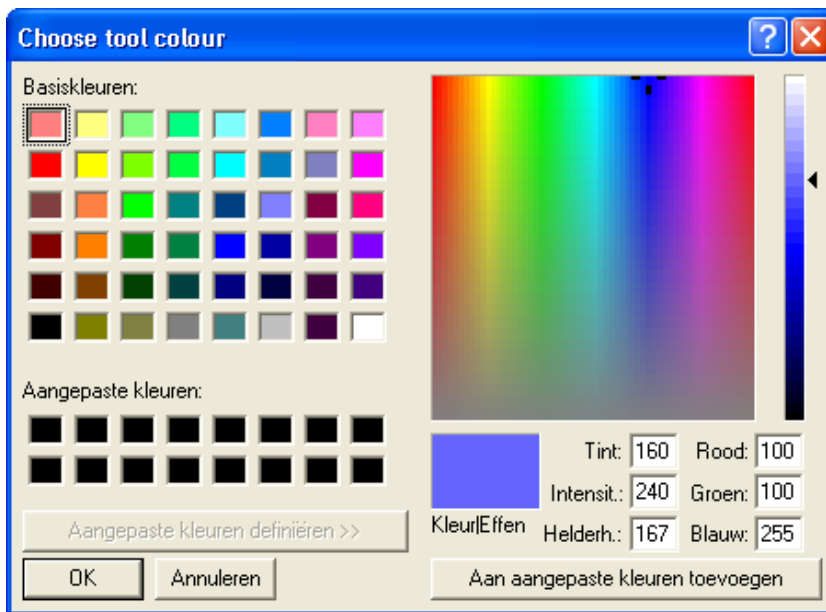 Choose tool colour
Basiskleuren:
Aangepaste kleuren:
Aangepaste kleuren definiëren >>
OK
Annuleren
Kleur|Effen
Tint: 160
Rood: 100
Intensit.: 240
Groen: 100
Helderh.: 167
Blauw: 255
Aan aangepaste kleuren toevoegen